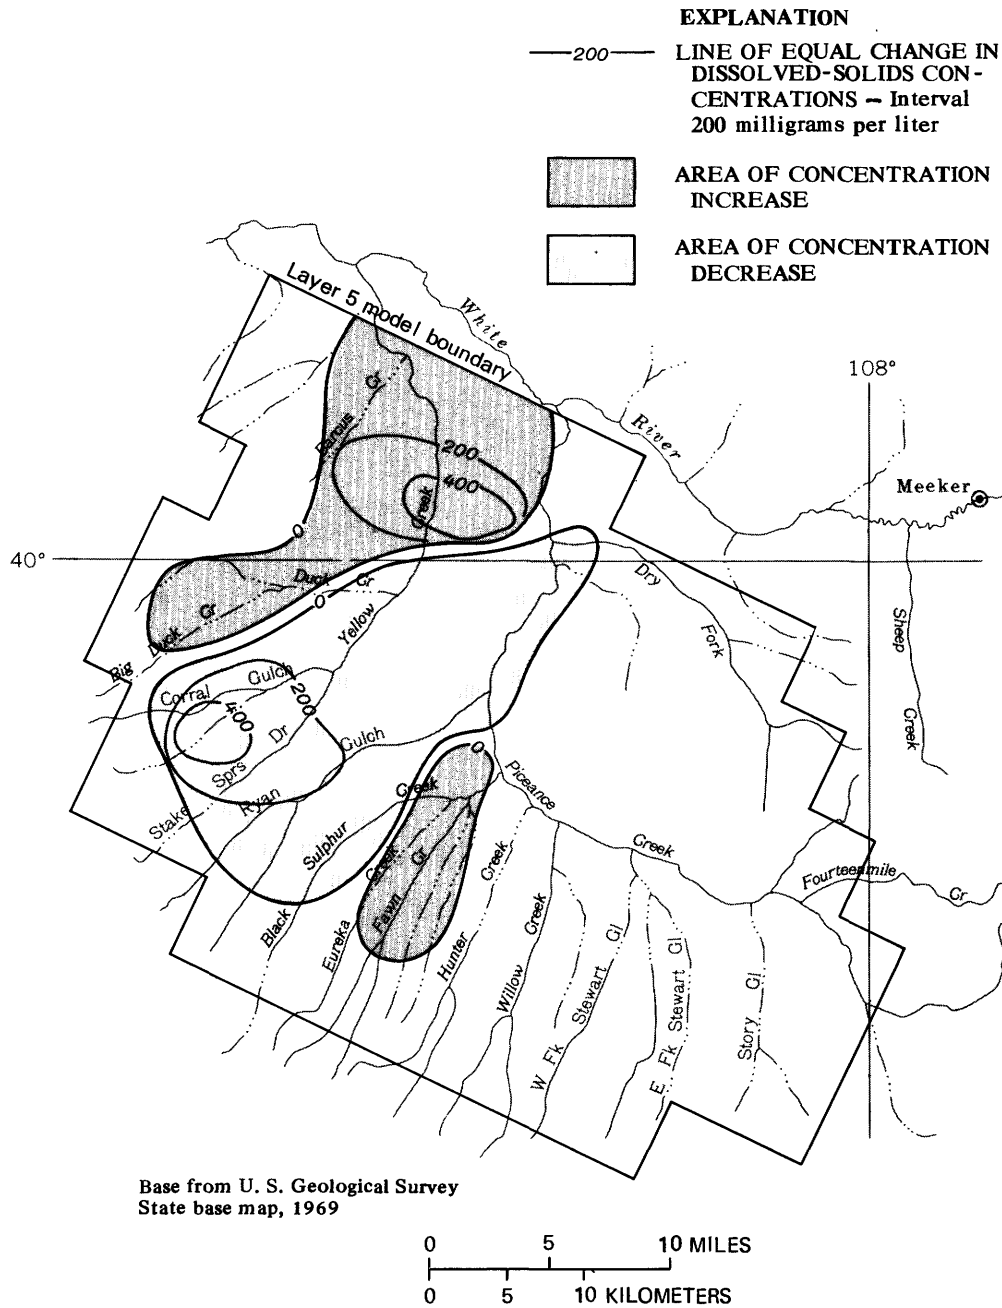 EXPLANATION
200
LINE OF EQUAL CHANGE IN
DISSOLVED-SOLIDS CON-
CENTRATIONS – Interval
200 milligrams per liter
AREA OF CONCENTRATION
INCREASE
AREA OF CONCENTRATION
DECREASE
Layer 5 model boundary
White
River
108°
Meeker
Barcus
Cr
200
400
Creek
0
40°
Duck
Cr
0
Yellow
Big
Duck
Cr
Dry
Fork
Sheep
Creek
Corral
Gulch
200
400
Stake
Sprs
Dr
Ryan
Gulch
0
Piceance
Creek
Black
Sulphur
Creek
Eureka
Creek
Fawn
Cr
Hunter
Creek
Willow
Creek
W Fk Stewart Gl
E Fk Stewart Gl
Story Gl
Fourteenmile
Cr
Base from U. S. Geological Survey
State base map, 1969
0 5 10 MILES
0 5 10 KILOMETERS